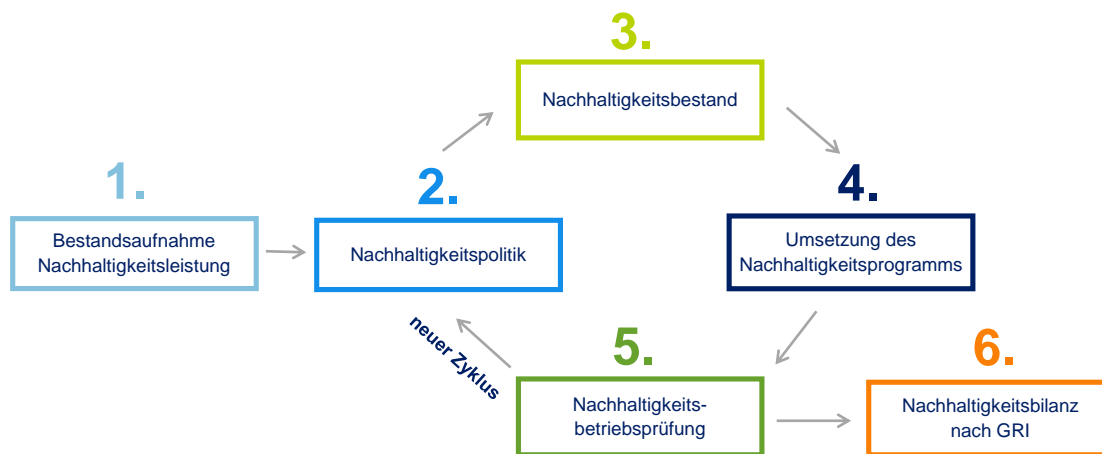 3.
Nachhaltigkeitsbestand
1.
Bestandsaufnahme
Nachhaltigkeitsleistung
2.
Nachhaltigkeitspolitik
4.
Umsetzung des
Nachhaltigkeitsprogramms
neuer Zyklus
5.
Nachhaltigkeits-
betriebsprüfung
6.
Nachhaltigkeitsbilanz
nach GRI